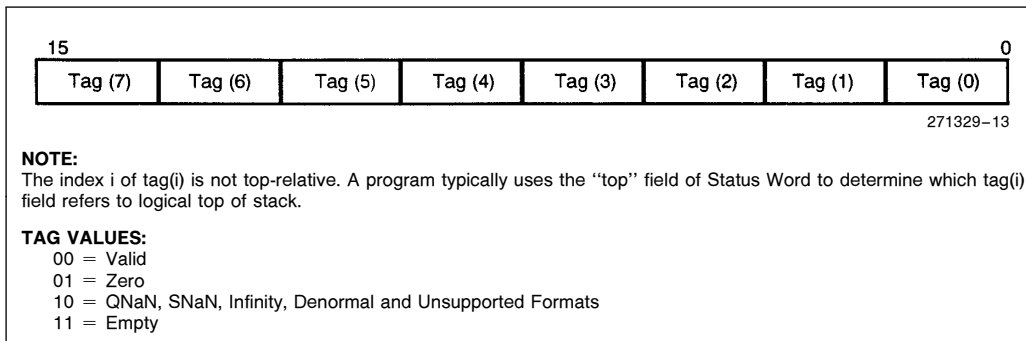 15 0
Tag (7) Tag (6) Tag (5) Tag (4) Tag (3) Tag (2) Tag (1) Tag (0)
271329–13
NOTE:
The index i of tag(i) is not top-relative. A program typically uses the ‘‘top’’ field of Status Word to determine which tag(i)
field refers to logical top of stack.
TAG VALUES:
00 = Valid
01 = Zero
10 = QNaN, SNaN, Infinity, Denormal and Unsupported Formats
11 = Empty